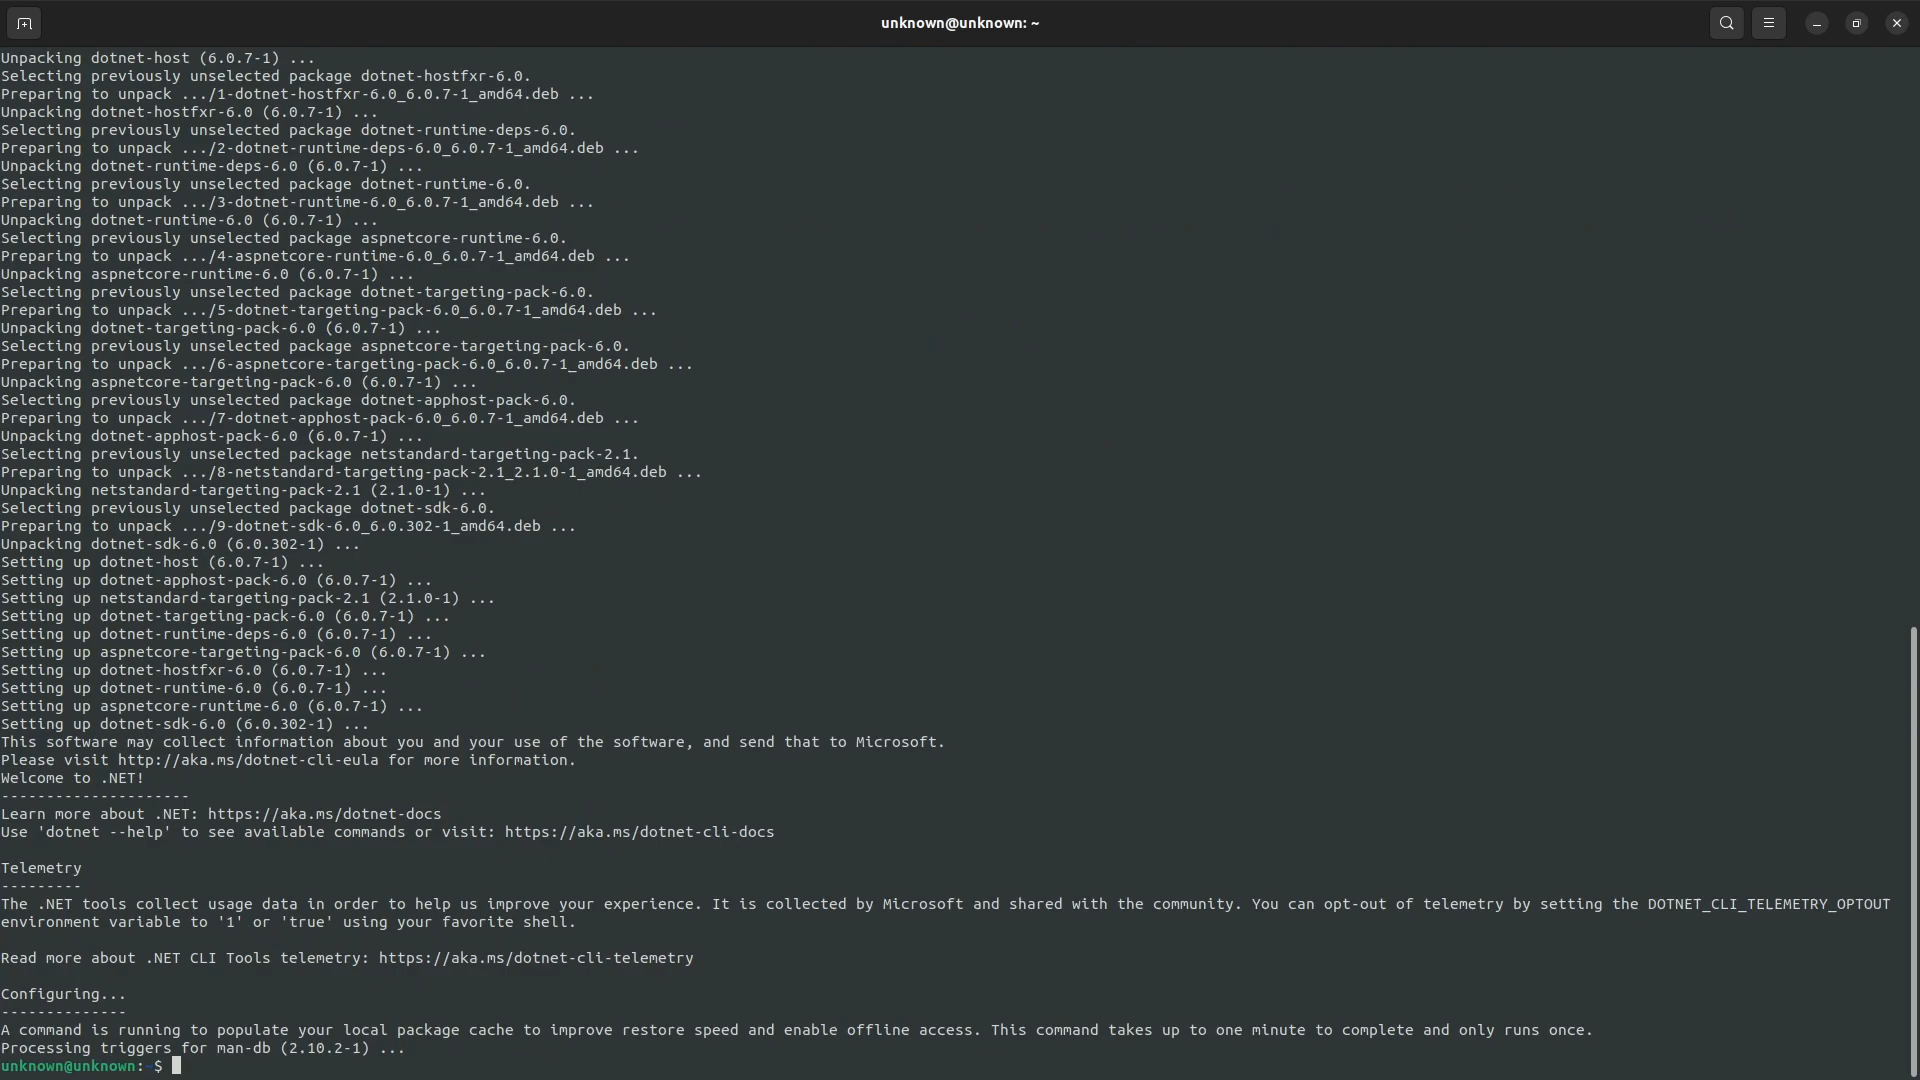 unknown@unknown: ~
Unpacking dotnet-host (6.0.7-1) ...
Selecting previously unselected package dotnet-hostfxr-6.0.
Preparing to unpack .../1-dotnet-hostfxr-6.0_6.0.7-1_amd64.deb ...
Unpacking dotnet-hostfxr-6.0 (6.0.7-1) ...
Selecting previously unselected package dotnet-runtime-deps-6.0.
Preparing to unpack .../2-dotnet-runtime-deps-6.0_6.0.7-1_amd64.deb ...
Unpacking dotnet-runtime-deps-6.0 (6.0.7-1) ...
Selecting previously unselected package dotnet-runtime-6.0.
Preparing to unpack .../3-dotnet-runtime-6.0_6.0.7-1_amd64.deb ...
Unpacking dotnet-runtime-6.0 (6.0.7-1) ...
Selecting previously unselected package aspnetcore-runtime-6.0.
Preparing to unpack .../4-aspnetcore-runtime-6.0_6.0.7-1_amd64.deb ...
Unpacking aspnetcore-runtime-6.0 (6.0.7-1) ...
Selecting previously unselected package dotnet-targeting-pack-6.0.
Preparing to unpack .../5-dotnet-targeting-pack-6.0_6.0.7-1_amd64.deb ...
Unpacking dotnet-targeting-pack-6.0 (6.0.7-1) ...
Selecting previously unselected package aspnetcore-targeting-pack-6.0.
Preparing to unpack .../6-aspnetcore-targeting-pack-6.0_6.0.7-1_amd64.deb ...
Unpacking aspnetcore-targeting-pack-6.0 (6.0.7-1) ...
Selecting previously unselected package dotnet-apphost-pack-6.0.
Preparing to unpack .../7-dotnet-apphost-pack-6.0_6.0.7-1_amd64.deb ...
Unpacking dotnet-apphost-pack-6.0 (6.0.7-1) ...
Selecting previously unselected package netstandard-targeting-pack-2.1.
Preparing to unpack .../8-netstandard-targeting-pack-2.1_2.1.0-1_amd64.deb ...
Unpacking netstandard-targeting-pack-2.1 (2.1.0-1) ...
Selecting previously unselected package dotnet-sdk-6.0.
Preparing to unpack .../9-dotnet-sdk-6.0_6.0.302-1_amd64.deb ...
Unpacking dotnet-sdk-6.0 (6.0.302-1) ...
Setting up dotnet-host (6.0.7-1) ...
Setting up dotnet-apphost-pack-6.0 (6.0.7-1) ...
Setting up netstandard-targeting-pack-2.1 (2.1.0-1) ...
Setting up dotnet-targeting-pack-6.0 (6.0.7-1) ...
Setting up dotnet-runtime-deps-6.0 (6.0.7-1) ...
Setting up aspnetcore-targeting-pack-6.0 (6.0.7-1) ...
Setting up dotnet-hostfxr-6.0 (6.0.7-1) ...
Setting up dotnet-runtime-6.0 (6.0.7-1) ...
Setting up aspnetcore-runtime-6.0 (6.0.7-1) ...
Setting up dotnet-sdk-6.0 (6.0.302-1) ...
This software may collect information about you and your use of the software, and send that to Microsoft.
Please visit http://aka.ms/dotnet-cli-eula for more information.
Welcome to .NET!
---------------------
Learn more about .NET: https://aka.ms/dotnet-docs
Use 'dotnet --help' to see available commands or visit: https://aka.ms/dotnet-cli-docs
Telemetry
---------
The .NET tools collect usage data in order to help us improve your experience. It is collected by Microsoft and shared with the community. You can opt-out of telemetry by setting the DOTNET_CLI_TELEMETRY_OPTOUT
environment variable to '1' or 'true' using your favorite shell.
Read more about .NET CLI Tools telemetry: https://aka.ms/dotnet-cli-telemetry
Configuring...
--------------
A command is running to populate your local package cache to improve restore speed and enable offline access. This command takes up to one minute to complete and only runs once.
Processing triggers for man-db (2.10.2-1) ...
unknown@unknown:~$